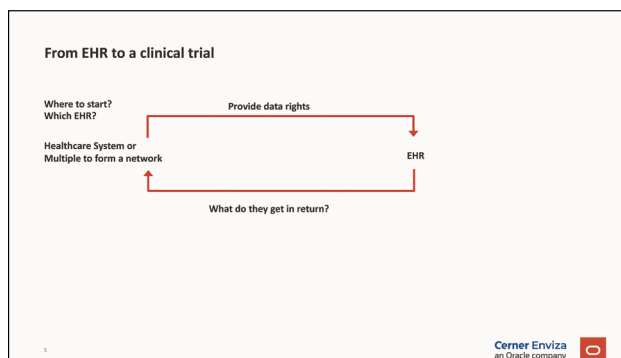 From EHR to a clinical trial
Where to start?
Which EHR?
Provide data rights
Healthcare System or
Multiple to form a network
EHR
What do they get in return?
5
Cerner Enviza
an Oracle company